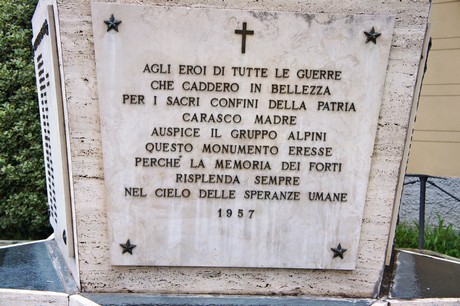 AGLI EROI DI TUTTE LE GUERRE
CHE CADDERO IN BELLEZZA
PER I SACRI CONFINI DELLA PATRIA
CARASCO MADRE
AUSPICE IL GRUPPO ALPINI
QUESTO MONUMENTO ERESSE
PERCHÈ LA MEMORIA DEI FORTI
RISPLENDA SEMPRE
NEL CIELO DELLE SPERANZE UMANE
1957